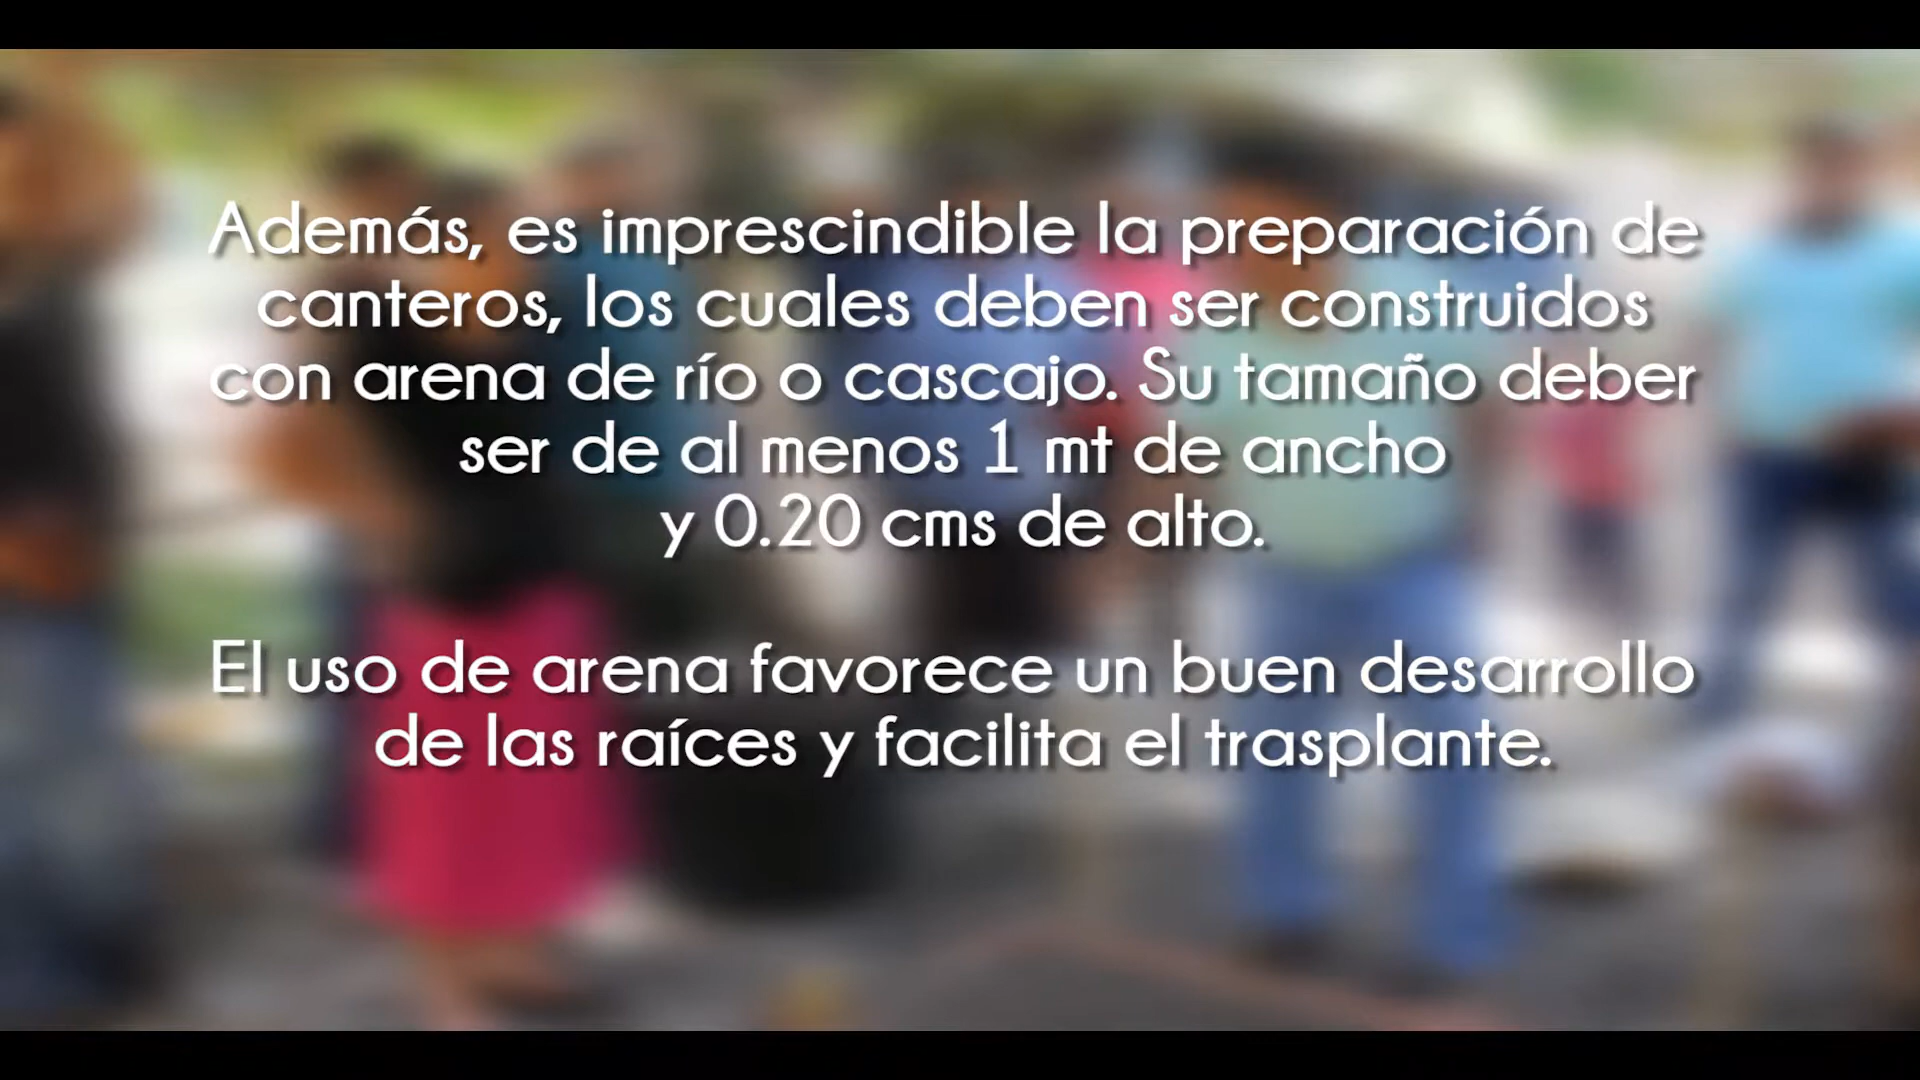 Además, es imprescindible la preparación de
canteros, los cuales deben ser construidos
con arena de río o cascajo. Su tamaño deber
ser de al menos 1 mt de ancho
y 0.20 cms de alto.
El uso de arena favorece un buen desarrollo
de las raíces y facilita el trasplante.